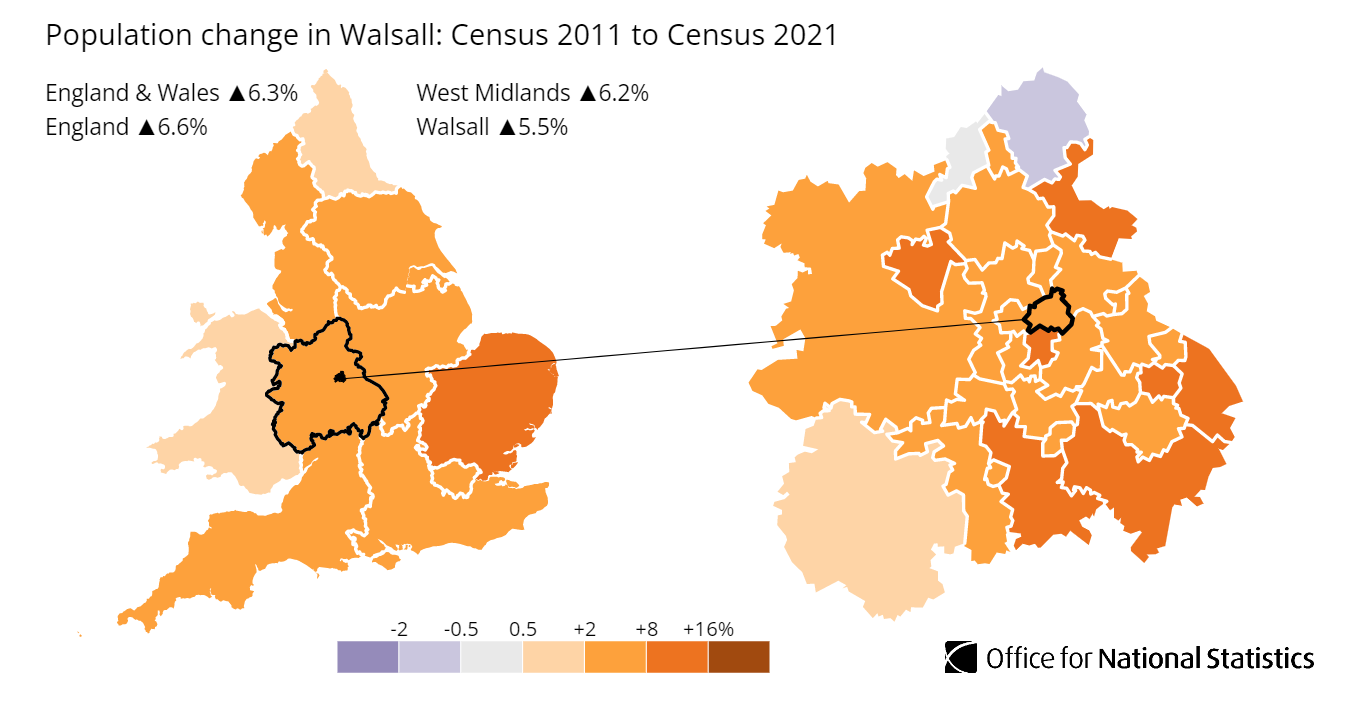 Population change in Walsall: Census 2011 to Census 2021
England & Wales ▲6.3%
West Midlands ▲6.2%
England ▲6.6%
Walsall ▲5.5%
-2 -0.5 0.5 +2 +8 +16%
Office for National Statistics